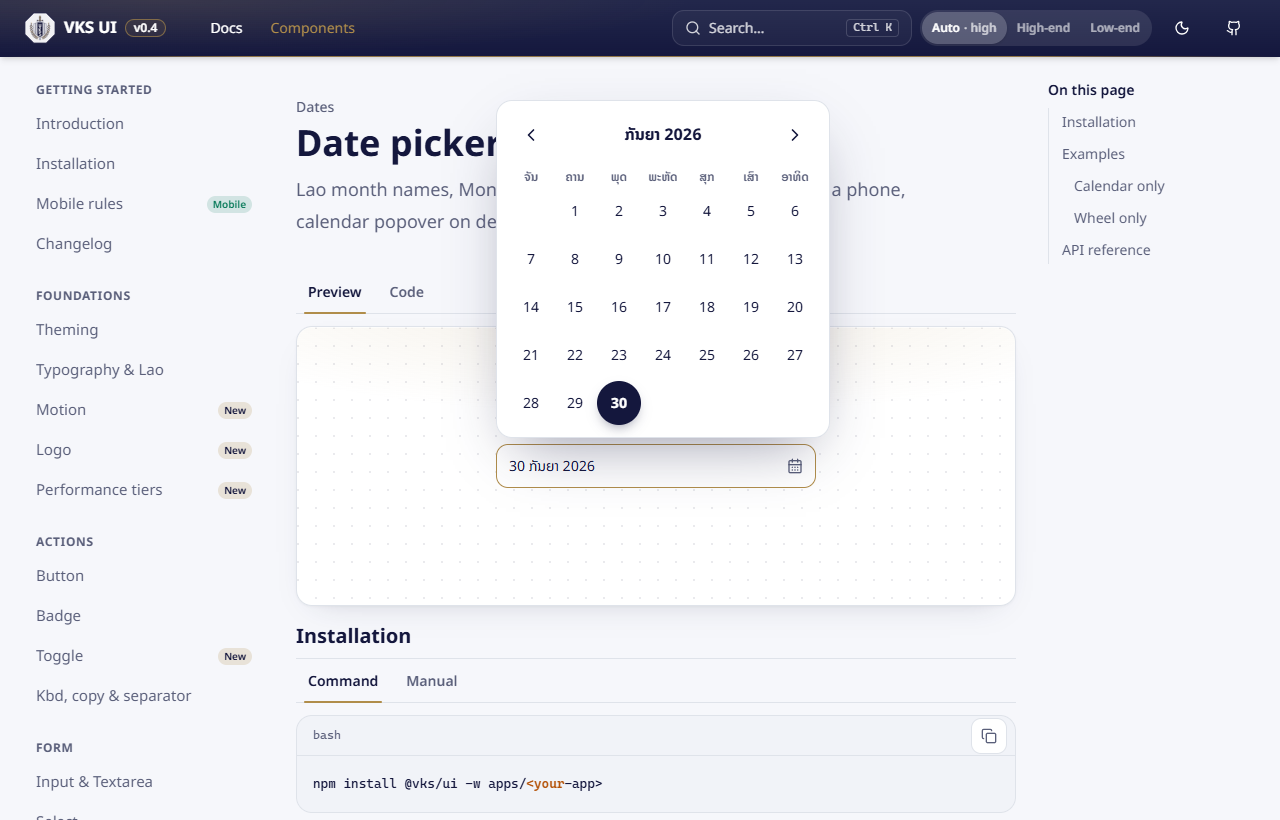 VKS UI v0.4 Docs Components Search... Ctrl K Auto · high High-end Low-end
GETTING STARTED
Introduction
Installation
Mobile rules Mobile
Changelog
FOUNDATIONS
Theming
Typography & Lao
Motion New
Logo New
Performance tiers New
ACTIONS
Button
Badge
Toggle New
Kbd, copy & separator
FORM
Input & Textarea
Dates
Date picker
Lao month names, Mon
a phone,
calendar popover on de
ກັນຍາ 2026
ຈັນ ຄານ ພຸດ ພະຫັດ ສຸກ ເສົາ ອາທິດ
1 2 3 4 5 6
7 8 9 10 11 12 13
14 15 16 17 18 19 20
21 22 23 24 25 26 27
28 29 30
Preview Code
30 ກັນຍາ 2026
Installation
Command Manual
bash
npm install @vks/ui -w apps/<your-app>
On this page
Installation
Examples
Calendar only
Wheel only
API reference